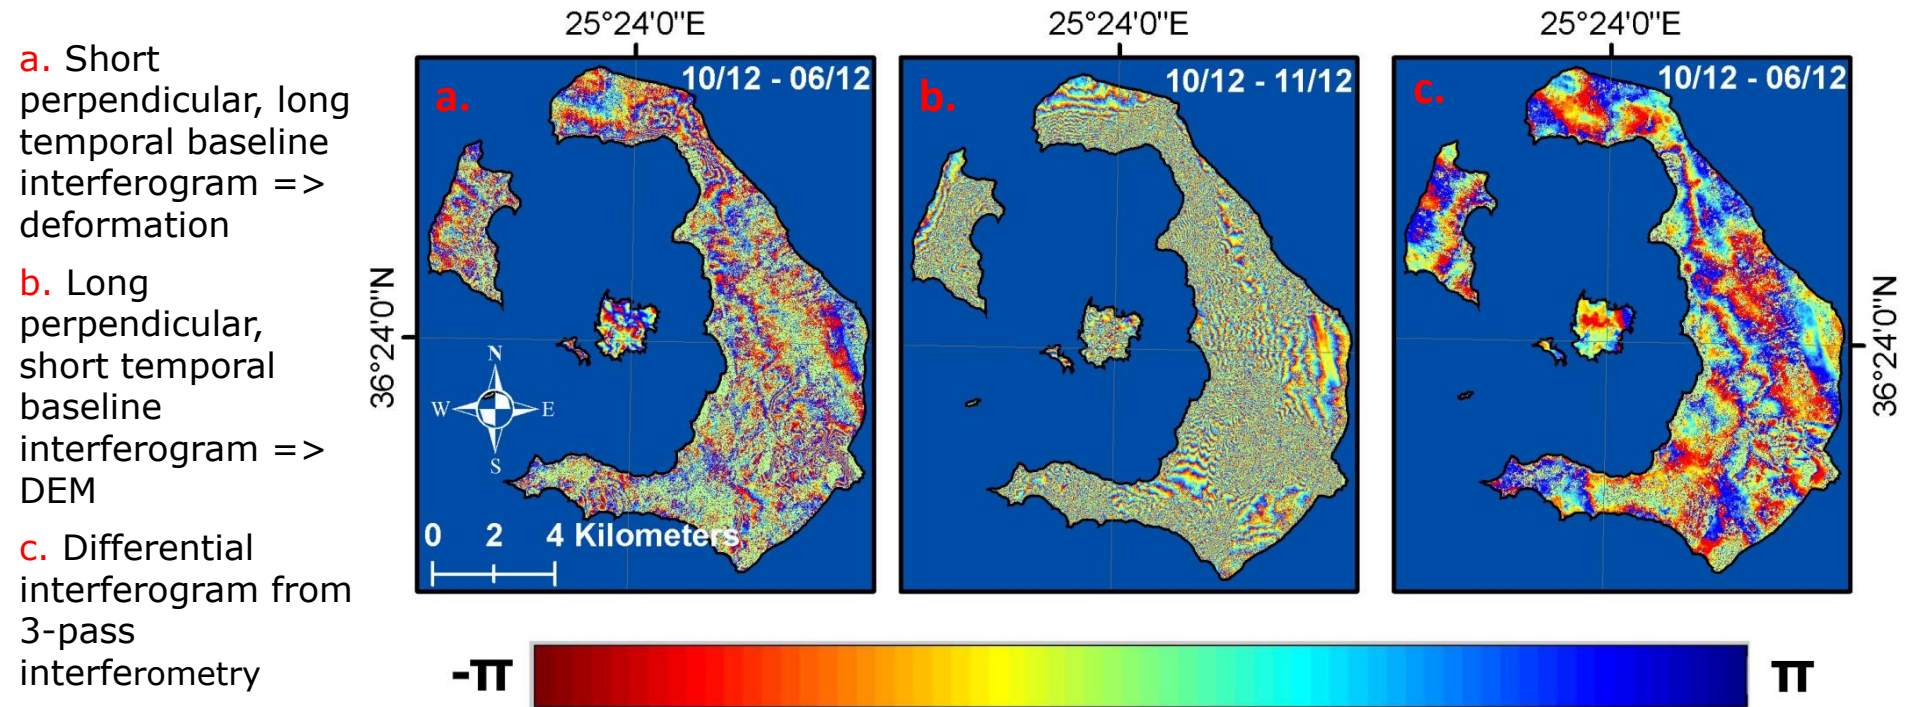 a. Short
perpendicular, long
temporal baseline
interferogram =>
deformation
b. Long
perpendicular,
short temporal
baseline
interferogram =>
DEM
c. Differential
interferogram from
3-pass
interferometry
25°24'0"E
25°24'0"E
25°24'0"E
a.
10/12 - 06/12
b.
10/12 - 11/12
c.
10/12 - 06/12
36°24'0"N
36°24'0"N
N
W
E
S
0 2 4 Kilometers
-π
π